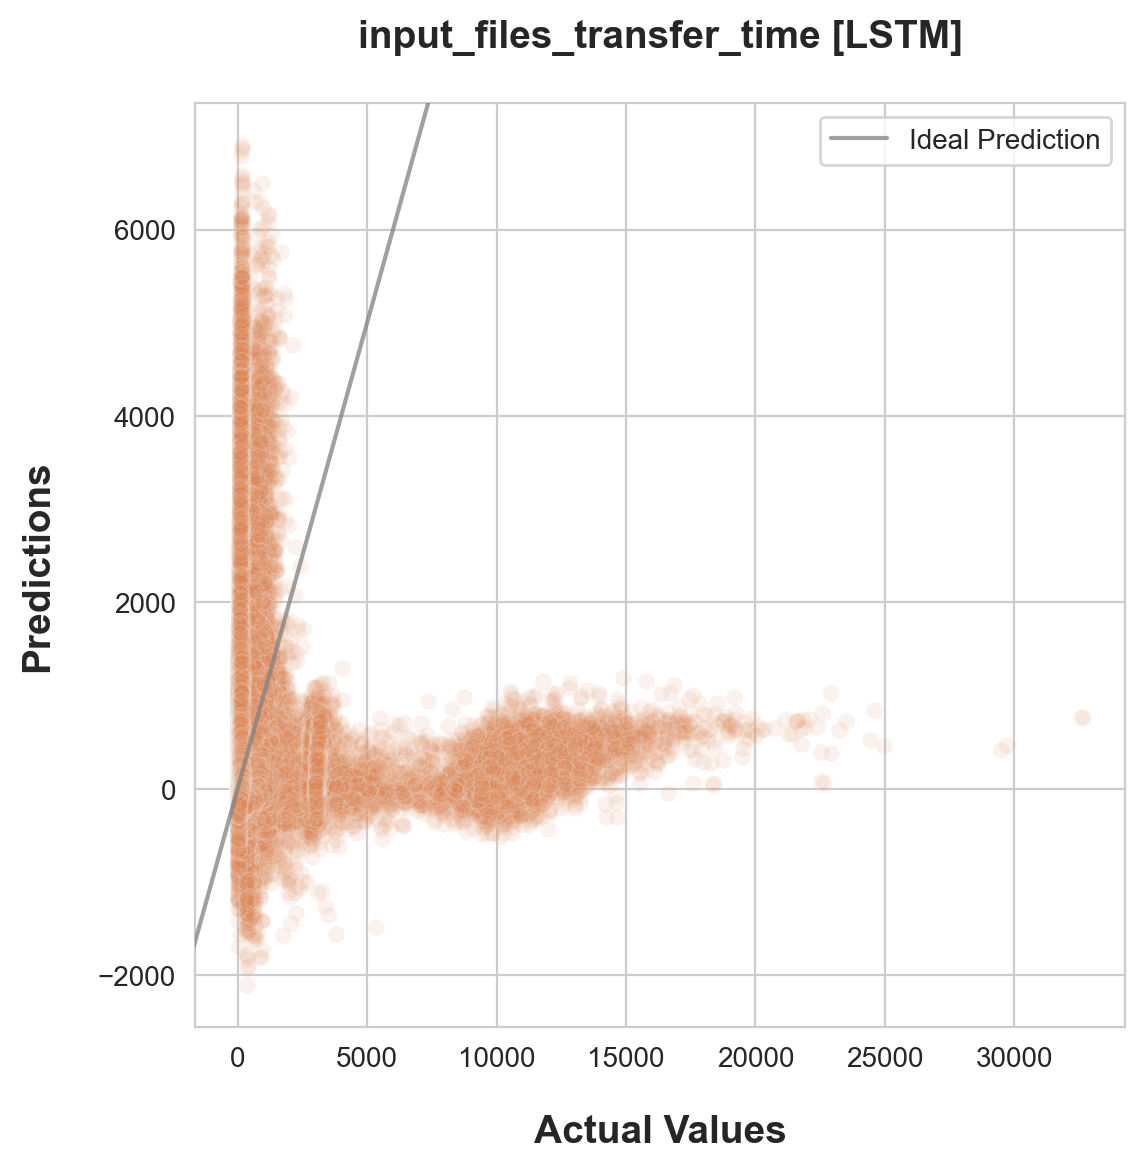 input_files_transfer_time [LSTM]
Ideal Prediction
Predictions
6000
4000
2000
0
−2000
0 5000 10000 15000 20000 25000 30000
Actual Values